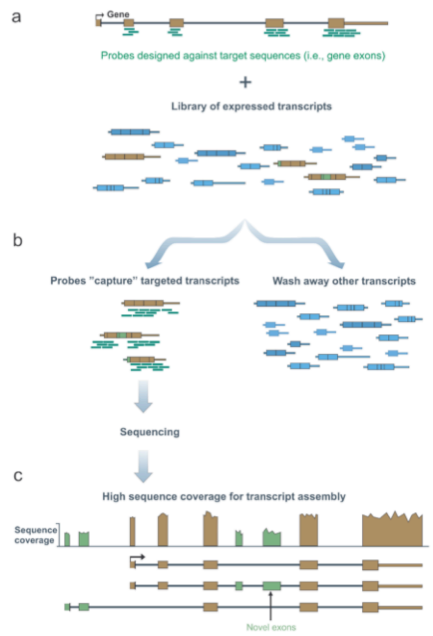 a
Gene
Probes designed against target sequences (i.e., gene exons)
+
Library of expressed transcripts
b
Probes "capture" targeted transcripts
Wash away other transcripts
Sequencing
c
High sequence coverage for transcript assembly
Sequence
coverage
Novel exons